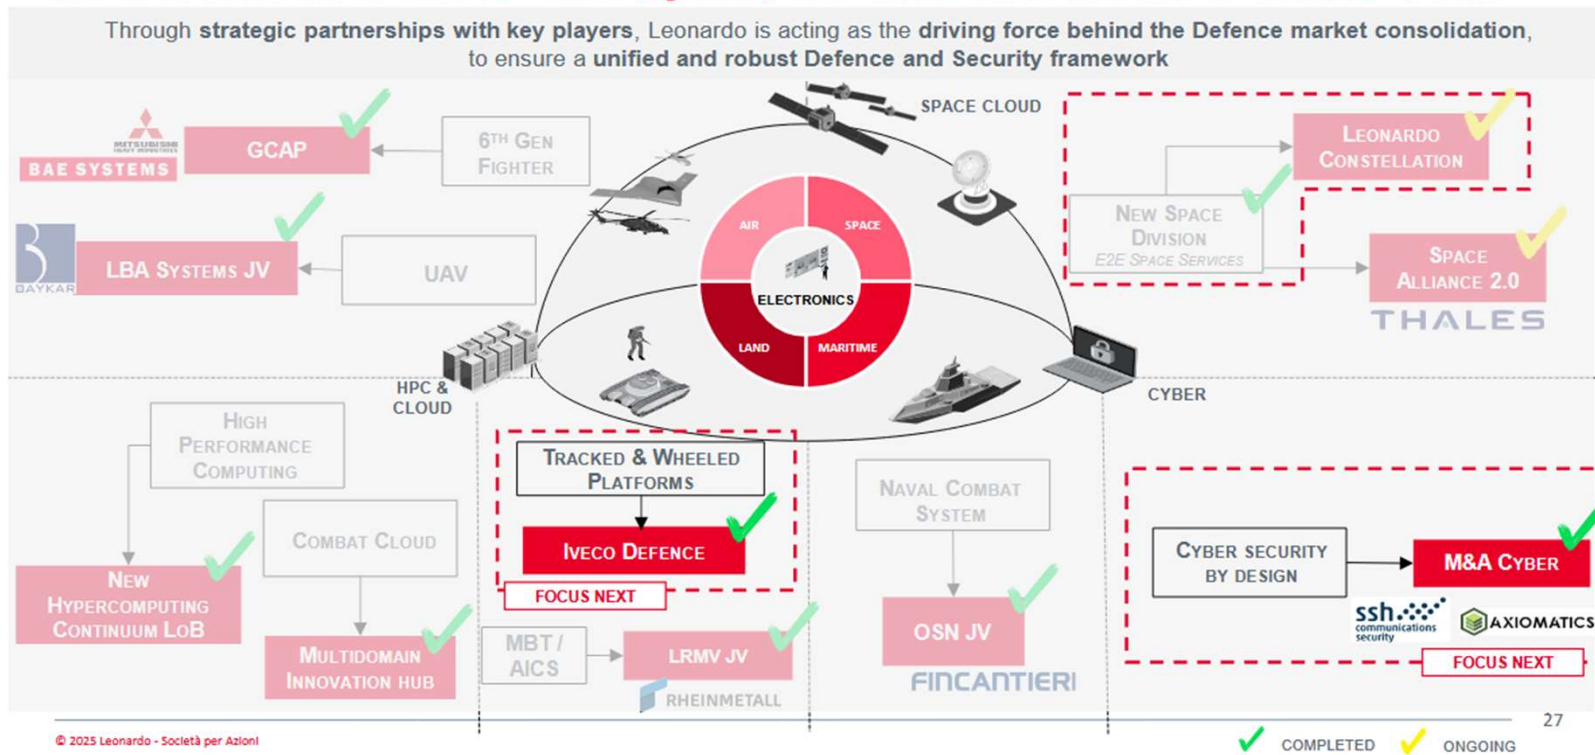 Through strategic partnerships with key players, Leonardo is acting as the driving force behind the Defence market consolidation,
to ensure a unified and robust Defence and Security framework
SPACE CLOUD
MITSUBISHI
HEAVY INDUSTRIES
BAE SYSTEMS
GCAP
6TH GEN
FIGHTER
LEONARDO
CONSTELLATION
NEW SPACE
DIVISION
E2E SPACE SERVICES
BAYKAR
LBA SYSTEMS JV
UAV
SPACE
ALLIANCE 2.0
THALES
AIR
SPACE
ELECTRONICS
LAND
MARITIME
HPC &
CLOUD
CYBER
HIGH
PERFORMANCE
COMPUTING
COMBAT CLOUD
NEW
HYPERCOMPUTING
CONTINUUM LOB
MULTIDOMAIN
INNOVATION HUB
TRACKED & WHEELED
PLATFORMS
IVECO DEFENCE
FOCUS NEXT
MBT /
AICS
LRMV JV
RHEINMETALL
NAVAL COMBAT
SYSTEM
OSN JV
FINCANTIERI
CYBER SECURITY
BY DESIGN
M&A CYBER
ssh
communications
security
AXIOMATICS
FOCUS NEXT
27
© 2025 Leonardo - Società per Azioni
COMPLETED
ONGOING